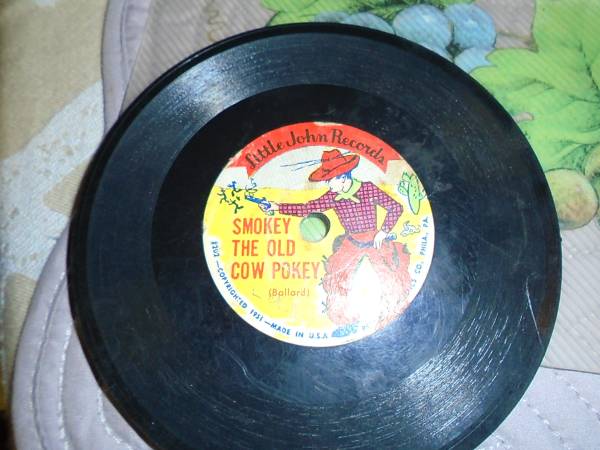 Little John Records
SMOKEY
THE OLD
COW POKEY
(Ballard)
COPYRIGHTED 1951—MADE IN U.S.A
CO. PHILA., PA.